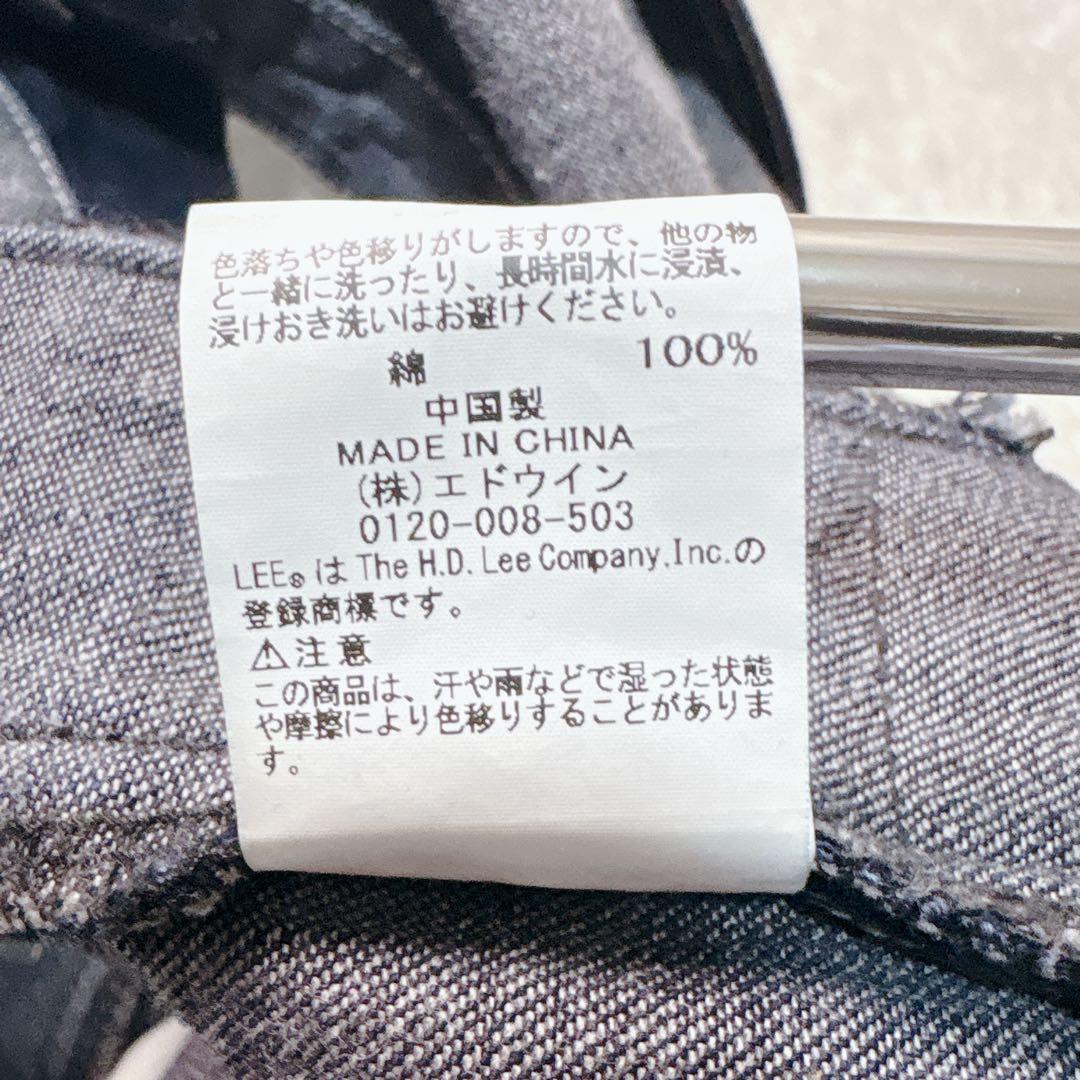 色落ちや色移りがしますので、他の物
と一緒に洗ったり、長時間水に浸漬、
浸けおき洗いはお避けください。
綿 100%
中国製
MADE IN CHINA
(株)エドウイン
0120-008-503
LEE®はThe H.D. Lee Company,Inc.の
登録商標です。
⚠注意
この商品は、汗や雨などで湿った状態
や摩擦により色移りすることがありま
す。